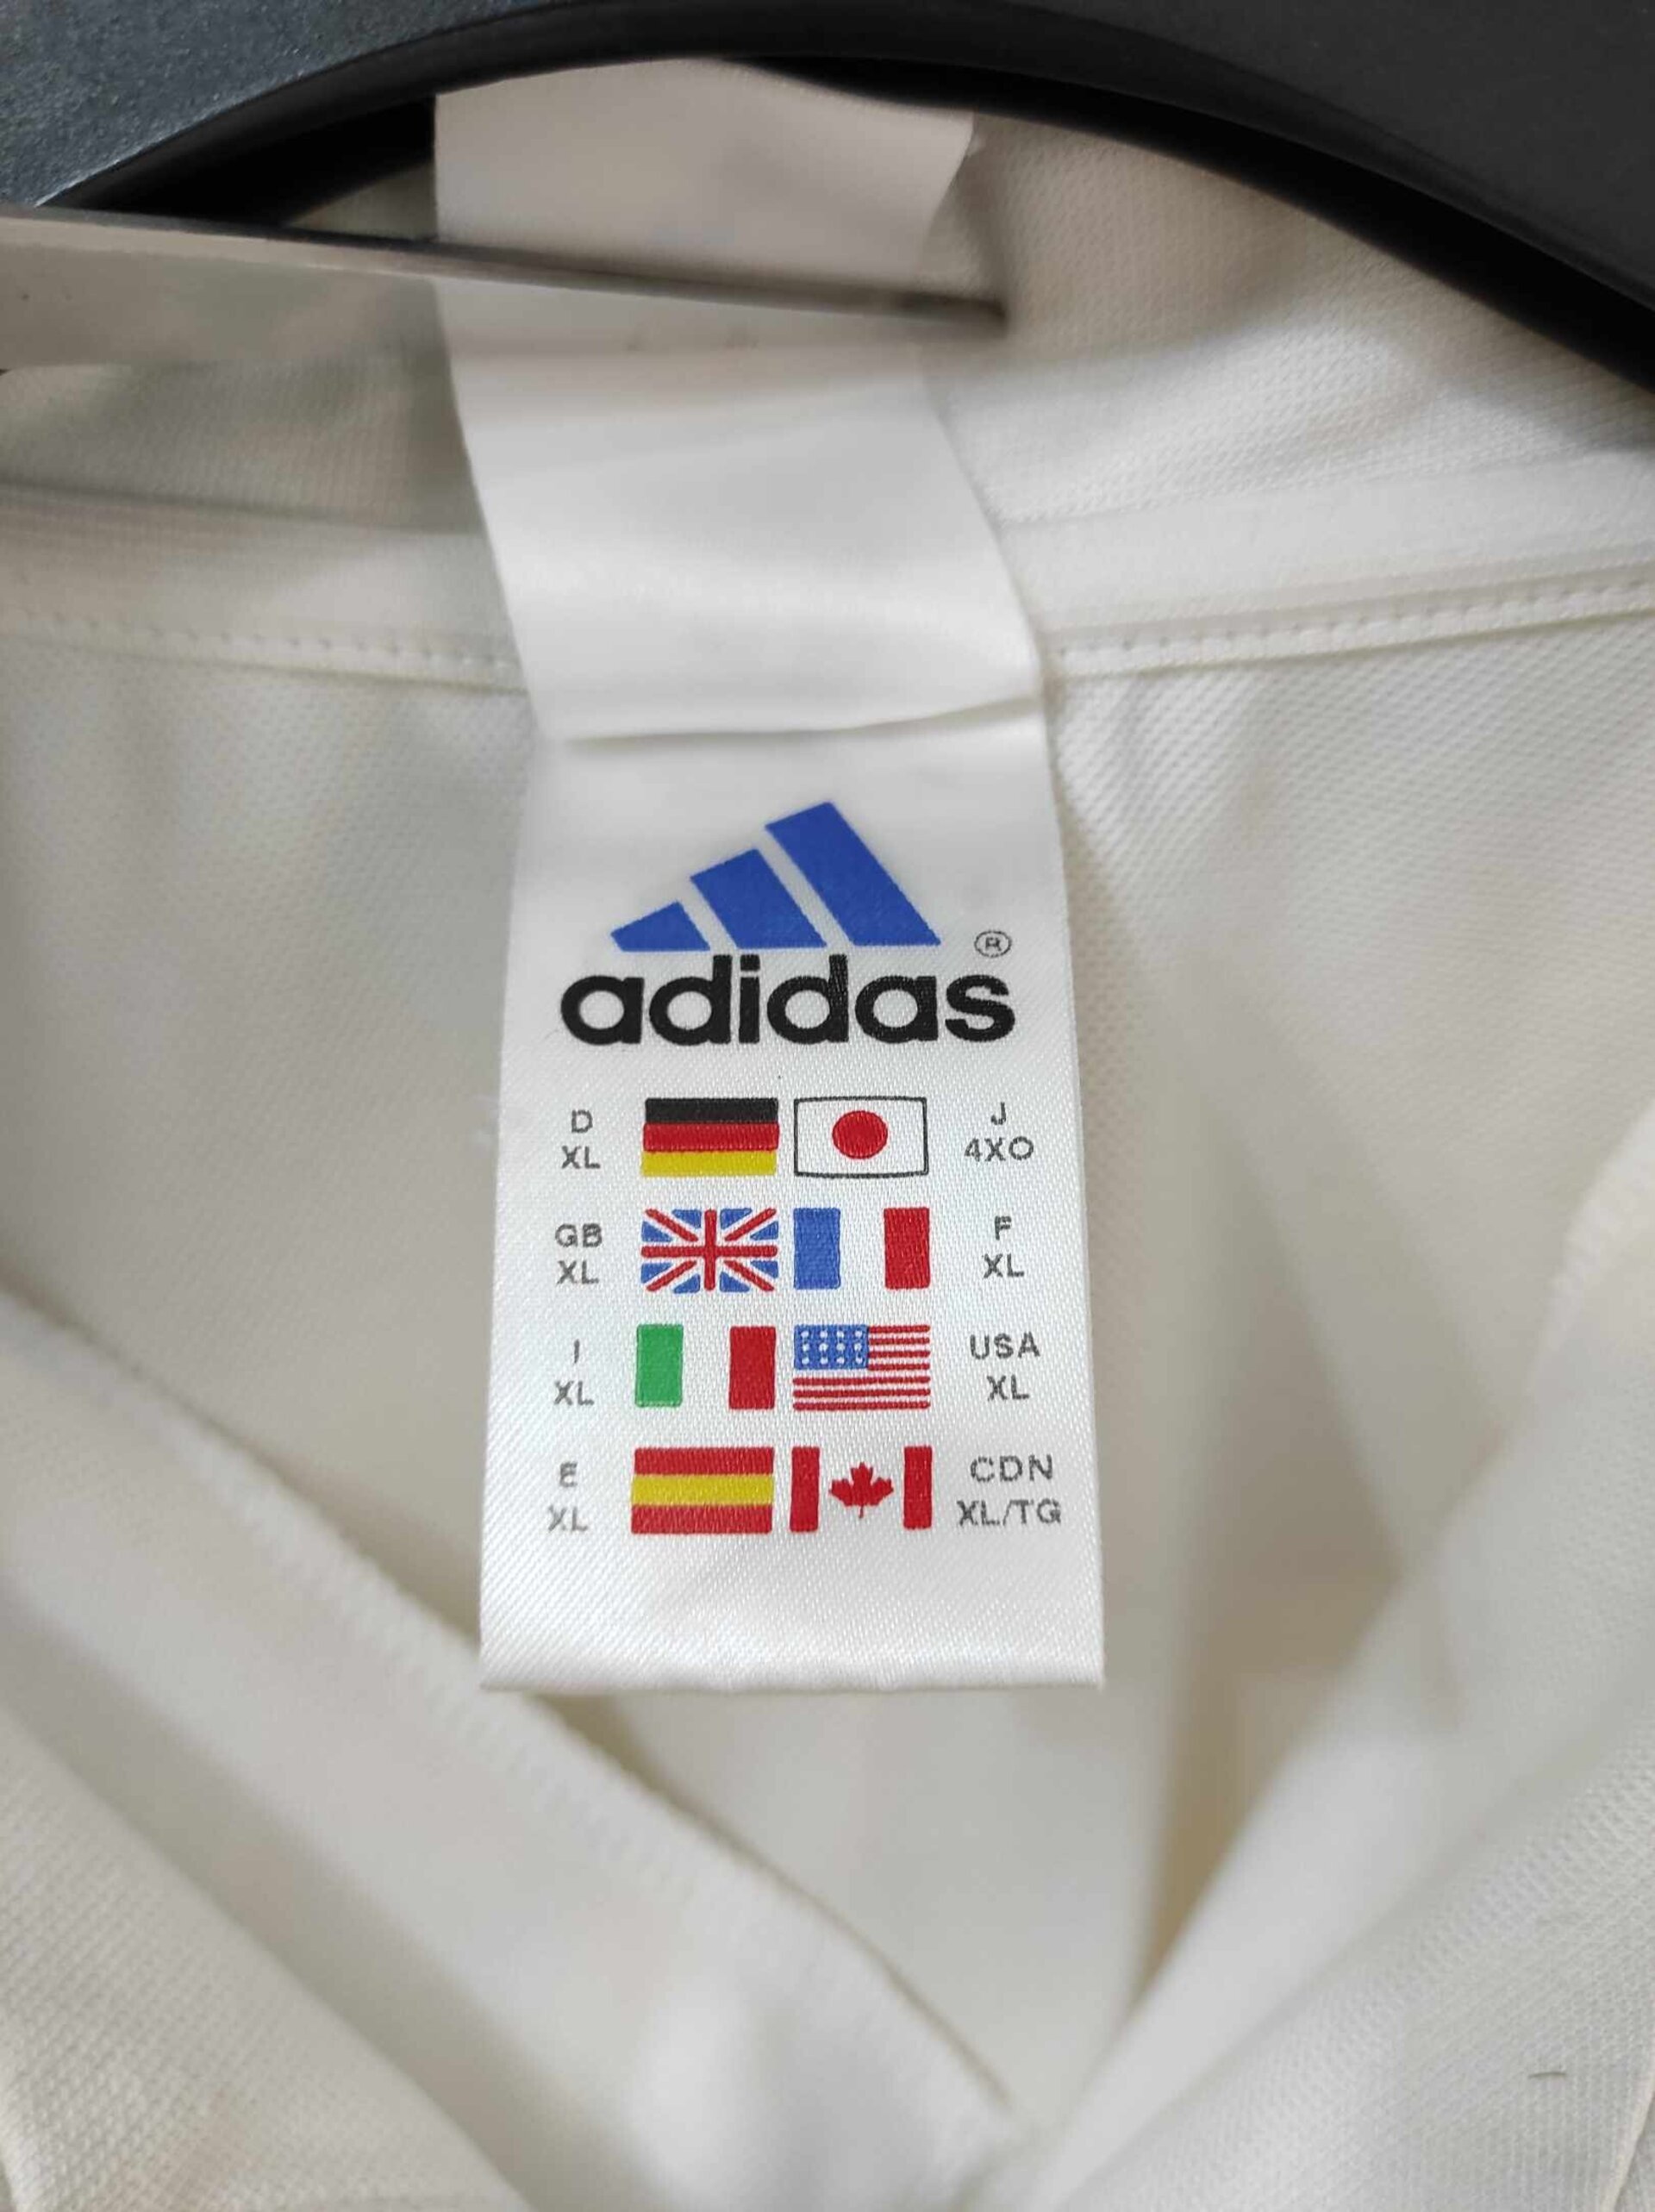 ®
adidas
D
XL
J
4XO
GB
XL
F
XL
I
XL
USA
XL
E
XL
CDN
XL/TG